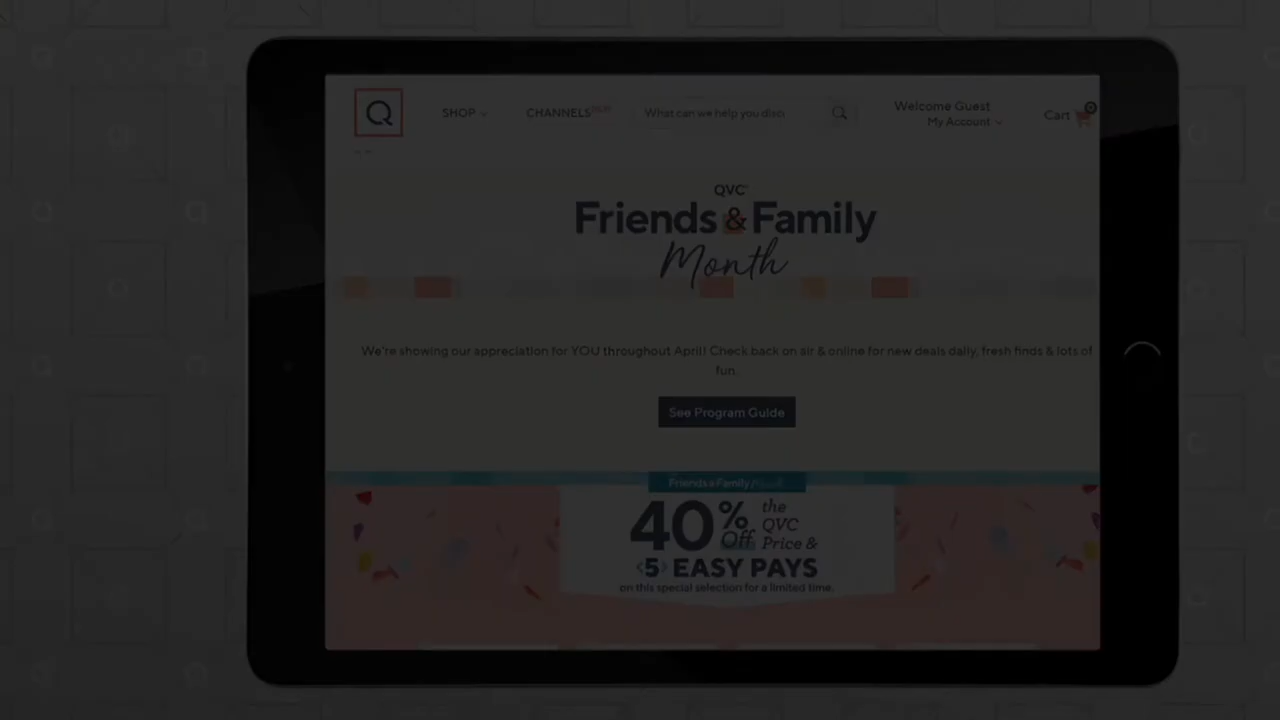 Q
SHOP
CHANNELS
What can we help you disc
Welcome Guest
My Account
Cart
0
QVC
Friends & Family
Month
We're showing our appreciation for YOU throughout April! Check back on air & online for new deals daily, fresh finds & lots of
fun.
See Program Guide
Friends & Family
40% Off the QVC Price &
<5> EASY PAYS
on this special selection for a limited time.